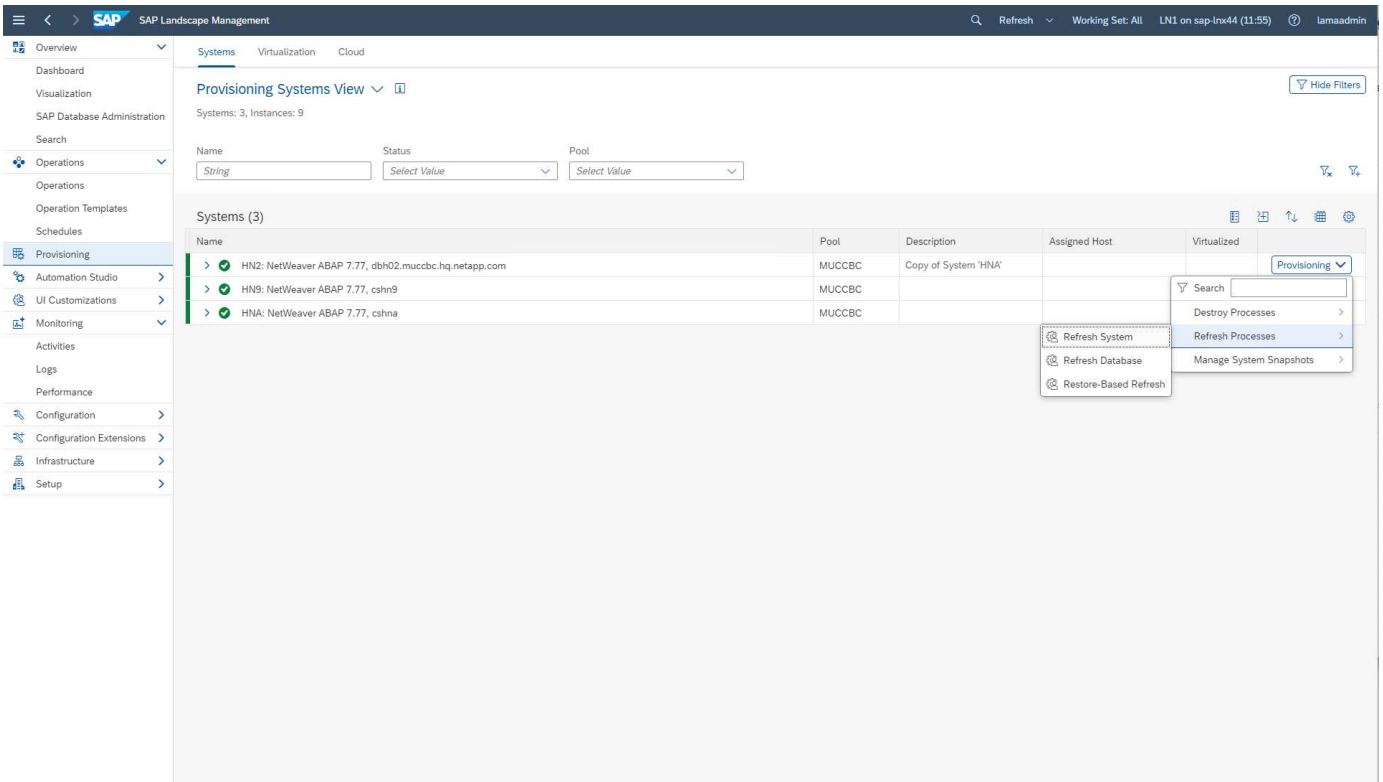 SAP SAP Landscape Management Refresh Working Set: All LN1 on sap-lnx44 (11:55) lamaadmin
Overview
Dashboard
Visualization
SAP Database Administration
Search
Operations
Operations
Operation Templates
Schedules
Provisioning
Automation Studio
UI Customizations
Monitoring
Activities
Logs
Performance
Configuration
Configuration Extensions
Infrastructure
Setup
Systems Virtualization Cloud
Provisioning Systems View
Hide Filters
Systems: 3, Instances: 9
Name Status Pool
String Select Value Select Value
Systems (3)
Name Pool Description Assigned Host Virtualized
HN2: NetWeaver ABAP 7.77, dbh02.muccbc.hq.netapp.com MUCCBC Copy of System 'HNA' Provisioning
HN9: NetWeaver ABAP 7.77, cshn9 MUCCBC
HNA: NetWeaver ABAP 7.77, cshna MUCCBC
Search
Destroy Processes
Refresh Processes
Manage System Snapshots
Refresh System
Refresh Database
Restore-Based Refresh